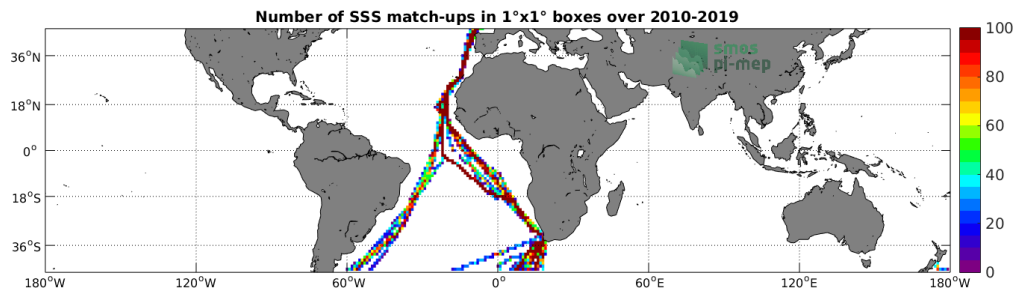 Number of SSS match-ups in 1°x1° boxes over 2010-2019
smos
pi-mep
36°N
18°N
0°
18°S
36°S
180°W 120°W 60°W 0° 60°E 120°E 180°W
100
80
60
40
20
0